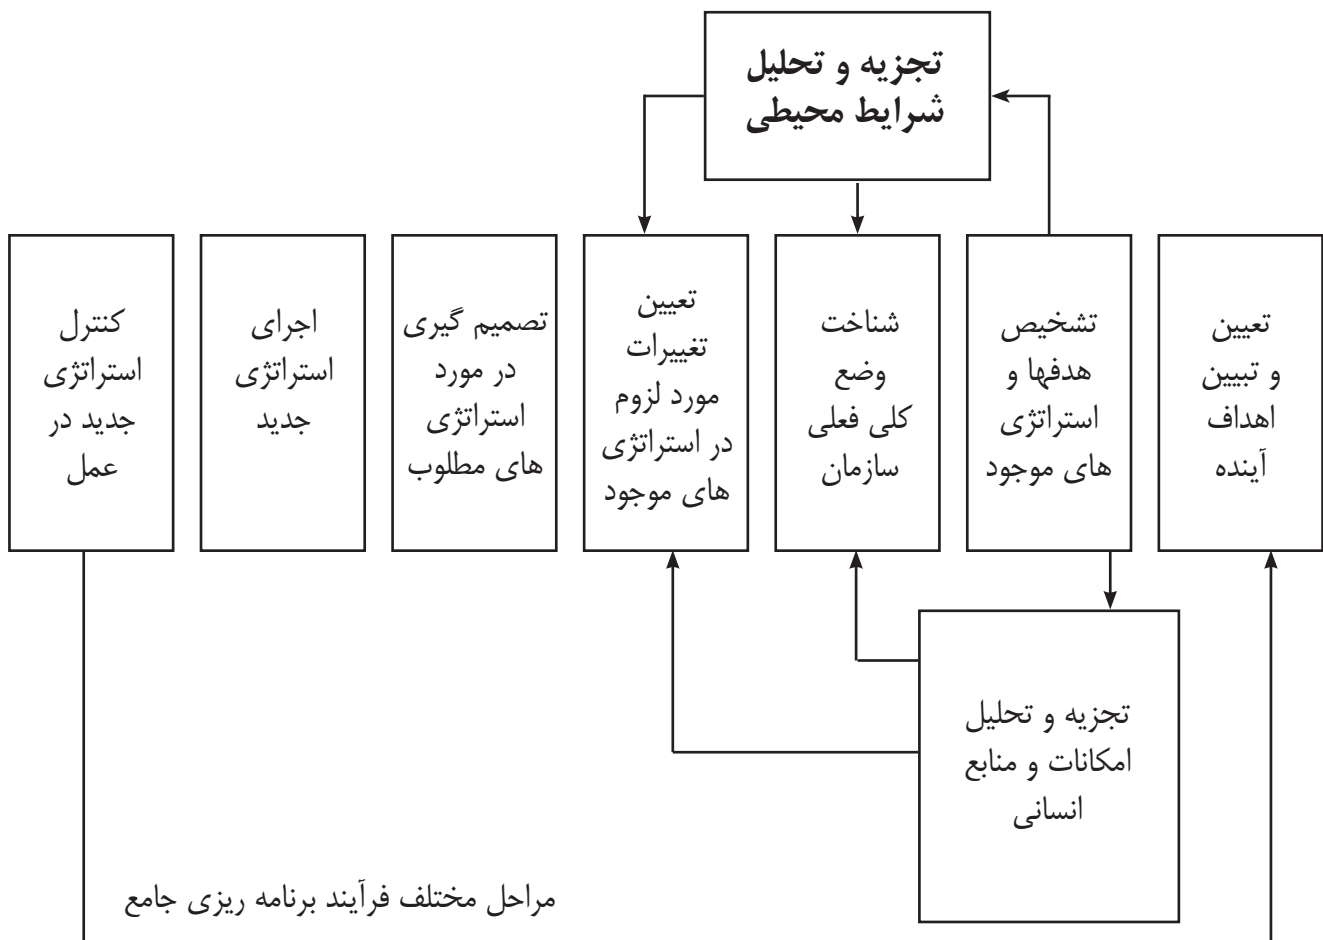 تجزیه و تحلیل
شرایط محیطی
تعیین
و تبیین
اهداف
آینده
تشخیص
هدفها و
استراتژی
های موجود
شناخت
وضع
کلی فعلی
سازمان
تعیین
تغییرات
مورد لزوم
در استراتژی
های موجود
تصمیم گیری
در مورد
استراتژی
های مطلوب
اجرای
استراتژی
جدید
کنترل
استراتژی
جدید در
عمل
تجزیه و تحلیل
امکانات و منابع
انسانی
مراحل مختلف فرآیند برنامه ریزی جامع